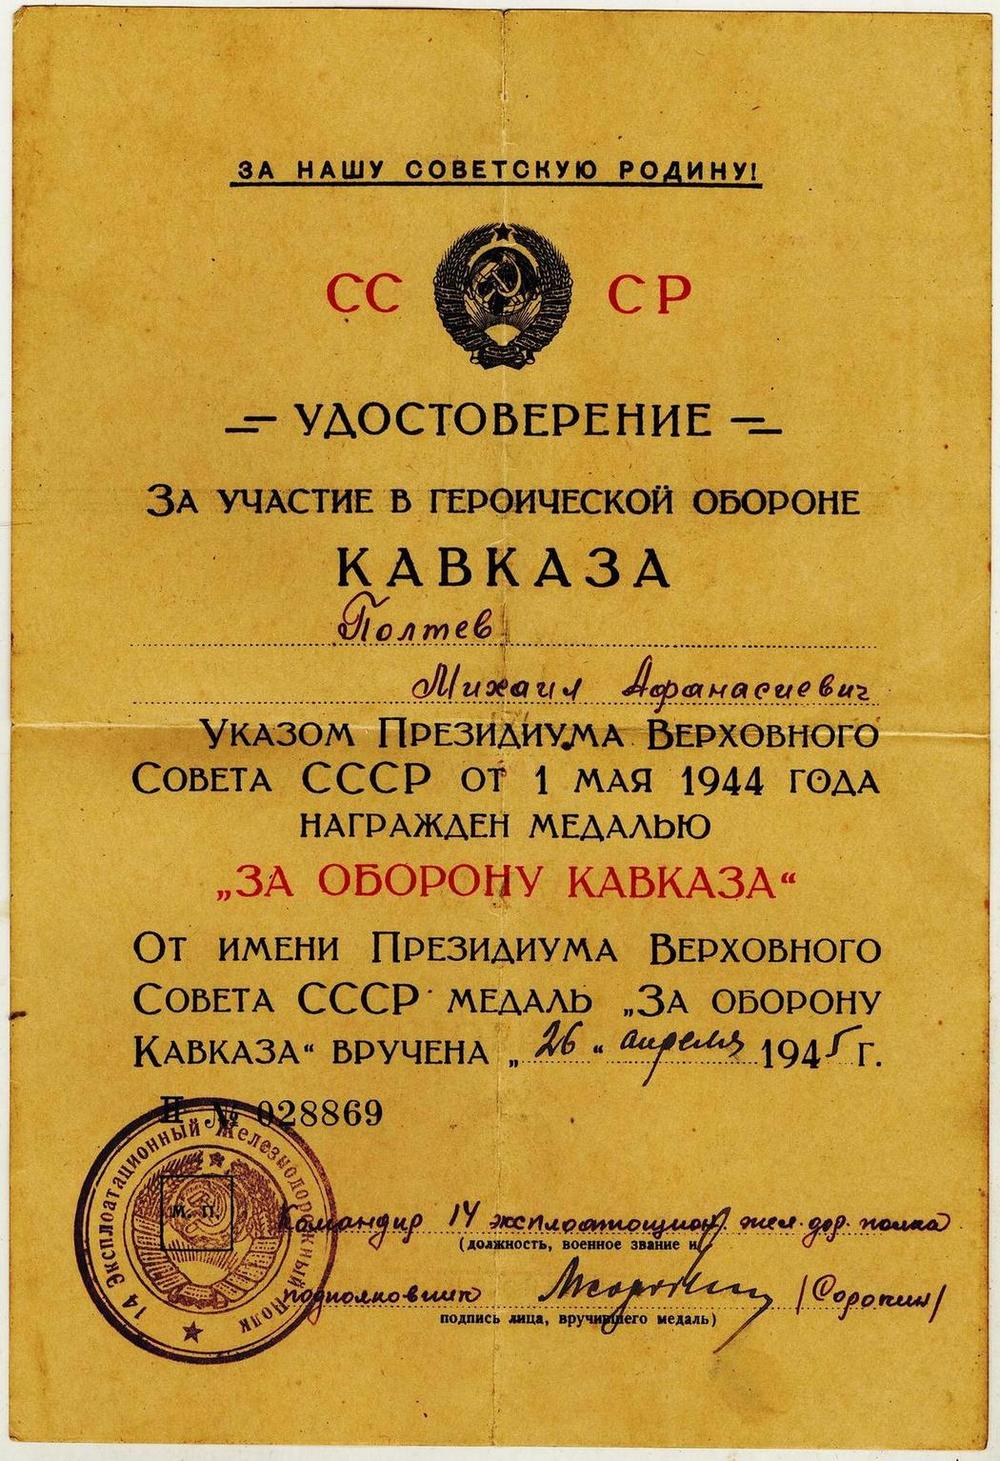 ЗА НАШУ СОВЕТСКУЮ РОДИНУ!
СС СР
УДОСТОВЕРЕНИЕ
ЗА УЧАСТИЕ В ГЕРОИЧЕСКОЙ ОБОРОНЕ
КАВКАЗА
Полтев
Михаил Афанасиевич
УКАЗОМ ПРЕЗИДИУМА ВЕРХОВНОГО
СОВЕТА СССР ОТ 1 МАЯ 1944 ГОДА
НАГРАЖДЕН МЕДАЛЬЮ
„ЗА ОБОРОНУ КАВКАЗА“
ОТ ИМЕНИ ПРЕЗИДИУМА ВЕРХОВНОГО
СОВЕТА СССР МЕДАЛЬ „ЗА ОБОРОНУ
КАВКАЗА“ ВРУЧЕНА „26“ апреля 1945 Г.
II № 028869
14 Эксплоатационный Железнодорожный Полк
М. П.
Командир 14 эксплоатацион. жел. дор. полка
(должность, военное звание и
подполковник /Сорокин/
подпись лица, вручившего медаль)